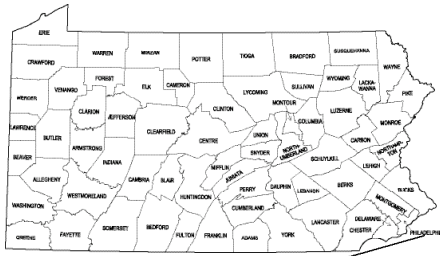 ERIE
CRAWFORD
WARREN
McKEAN
POTTER
TIOGA
BRADFORD
SUSQUEHANNA
WAYNE
WYOMING
LACKA-
WANNA
PIKE
FOREST
VENANGO
ELK
CAMERON
LYCOMING
SULLIVAN
MERCER
CLARION
JEFFERSON
CLINTON
MONTOUR
COLUMBIA
LUZERNE
MONROE
LAWRENCE
BUTLER
CLEARFIELD
CENTRE
UNION
SNYDER
NORTH-
UMBERLAND
CARBON
NORTHAMP-
TON
ARMSTRONG
BEAVER
INDIANA
MIFFLIN
JUNIATA
SCHUYLKILL
LEHIGH
ALLEGHENY
CAMBRIA
BLAIR
HUNTINGDON
PERRY
DAUPHIN
LEBANON
BERKS
BUCKS
MONTGOMERY
WESTMORELAND
WASHINGTON
CUMBERLAND
LANCASTER
DELAWARE
CHESTER
PHILADELPHIA
GREENE
FAYETTE
SOMERSET
BEDFORD
FULTON
FRANKLIN
ADAMS
YORK